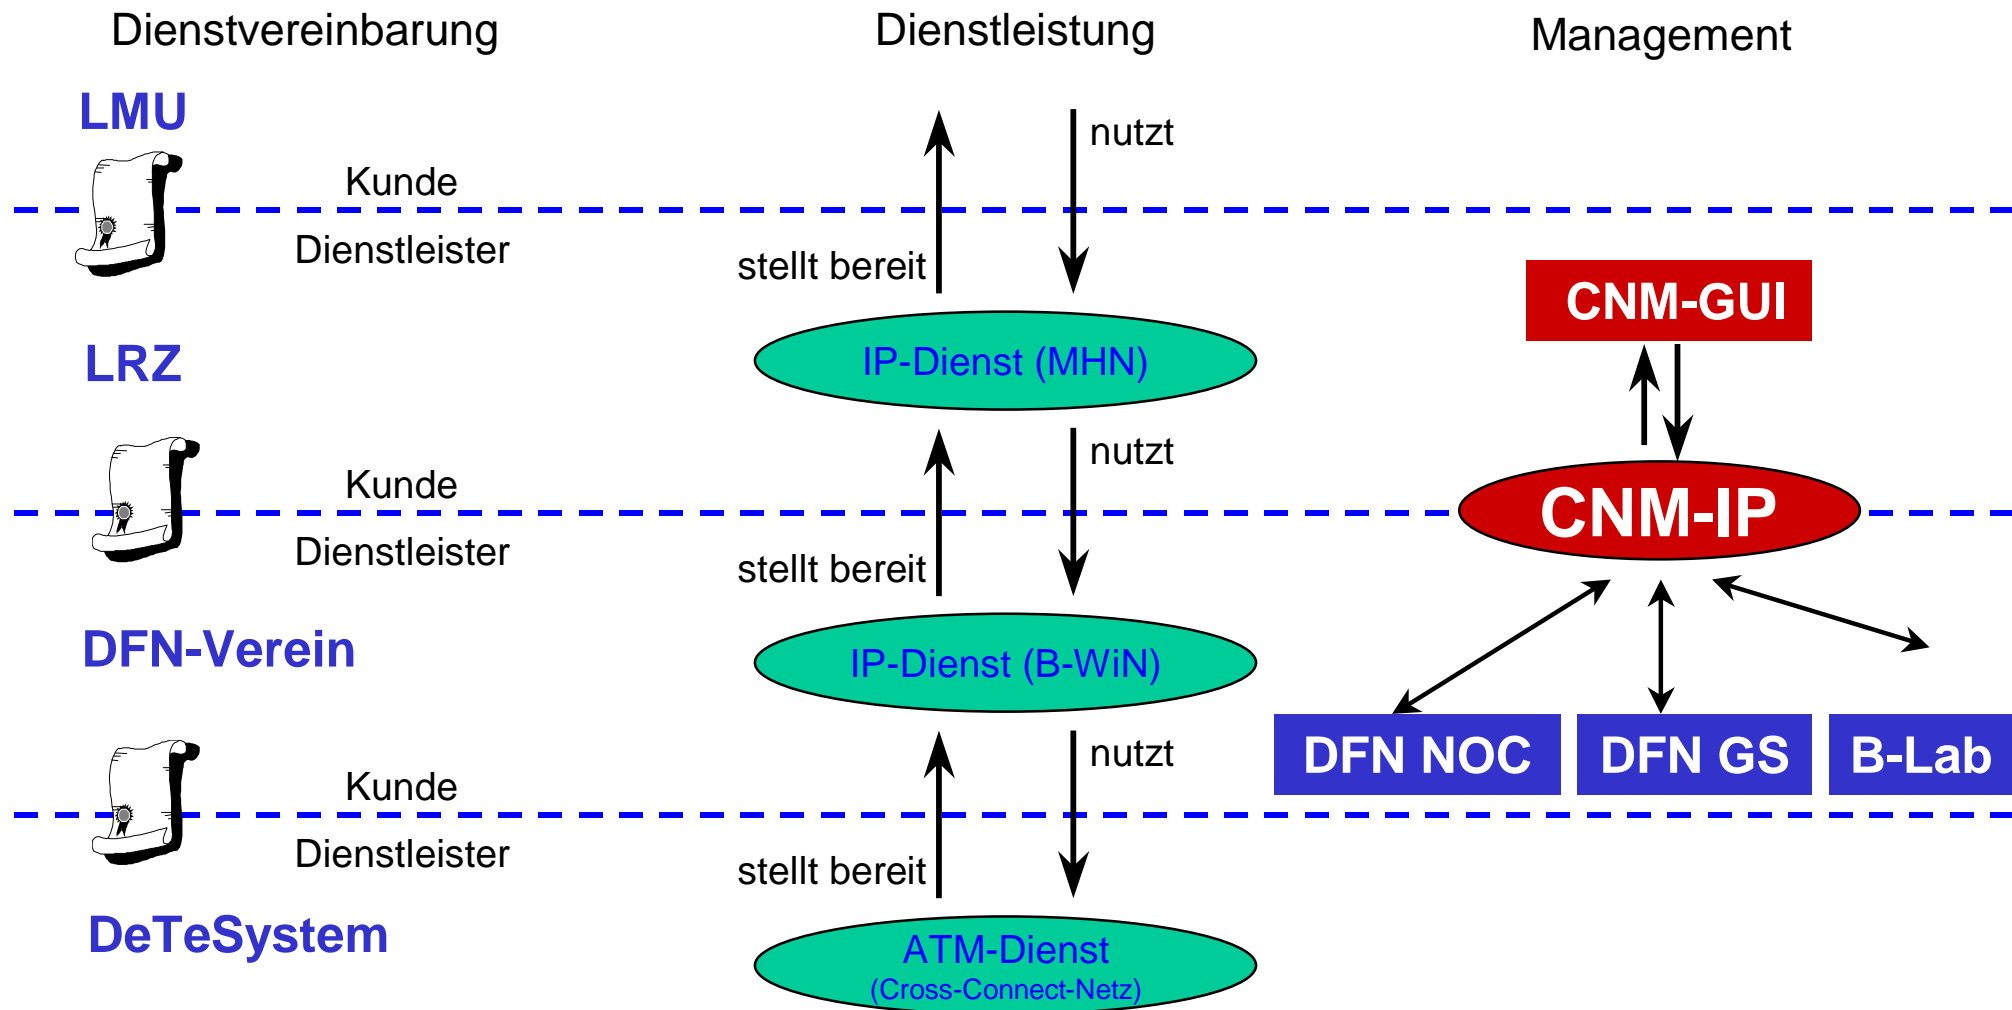 Dienstvereinbarung
Dienstleistung
Management
LMU
nutzt
Kunde
Dienstleister
stellt bereit
CNM-GUI
LRZ
IP-Dienst (MHN)
nutzt
Kunde
CNM-IP
Dienstleister
stellt bereit
DFN-Verein
IP-Dienst (B-WiN)
nutzt
DFN NOC
DFN GS
B-Lab
Kunde
Dienstleister
stellt bereit
DeTeSystem
ATM-Dienst
(Cross-Connect-Netz)